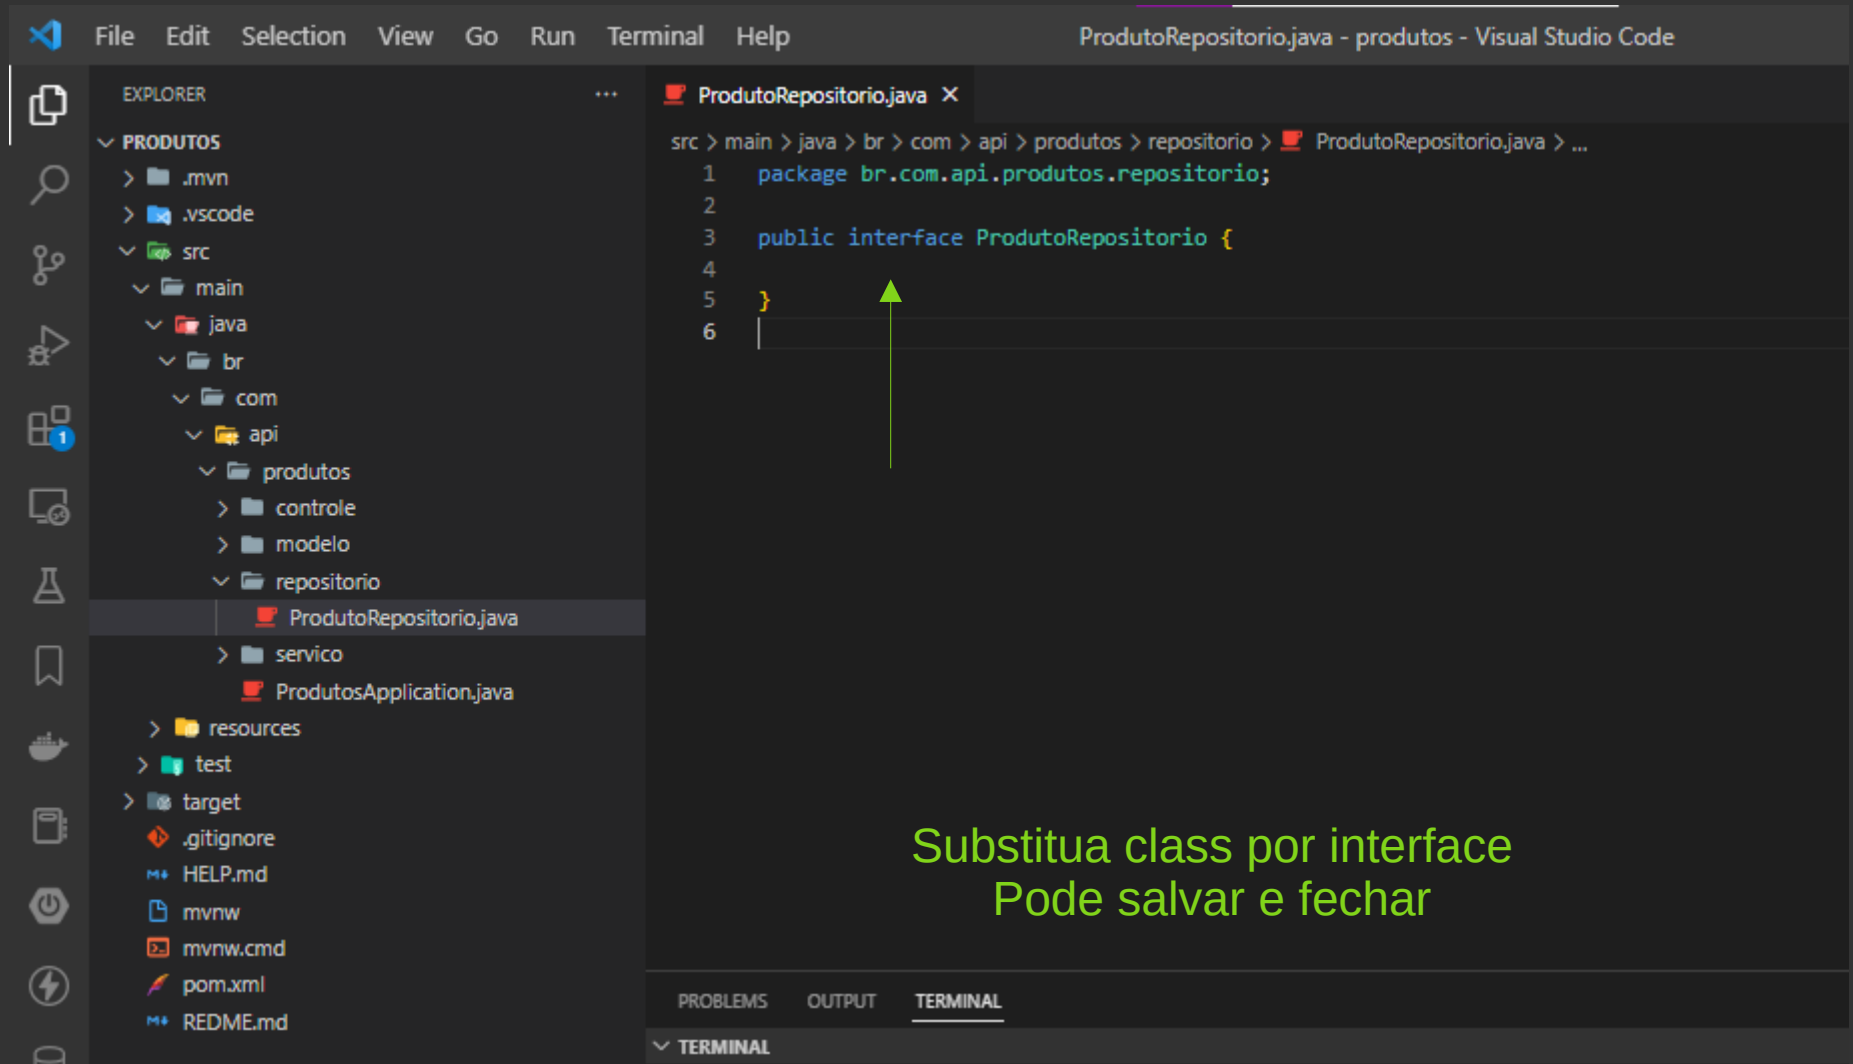 File Edit Selection View Go Run Terminal Help
ProdutoRepositorio.java - produtos - Visual Studio Code
EXPLORER ...
PRODUTOS
.mvn
.vscode
src
main
java
br
com
api
produtos
controle
modelo
repositorio
ProdutoRepositorio.java
servico
ProdutosApplication.java
resources
test
target
.gitignore
HELP.md
mvnw
mvnw.cmd
pom.xml
REDME.md
1
ProdutoRepositorio.java
src > main > java > br > com > api > produtos > repositorio > ProdutoRepositorio.java > ...
1 package br.com.api.produtos.repositorio;
2
3 public interface ProdutoRepositorio {
4
5 }
6
Substitua class por interface
Pode salvar e fechar
PROBLEMS OUTPUT TERMINAL
TERMINAL